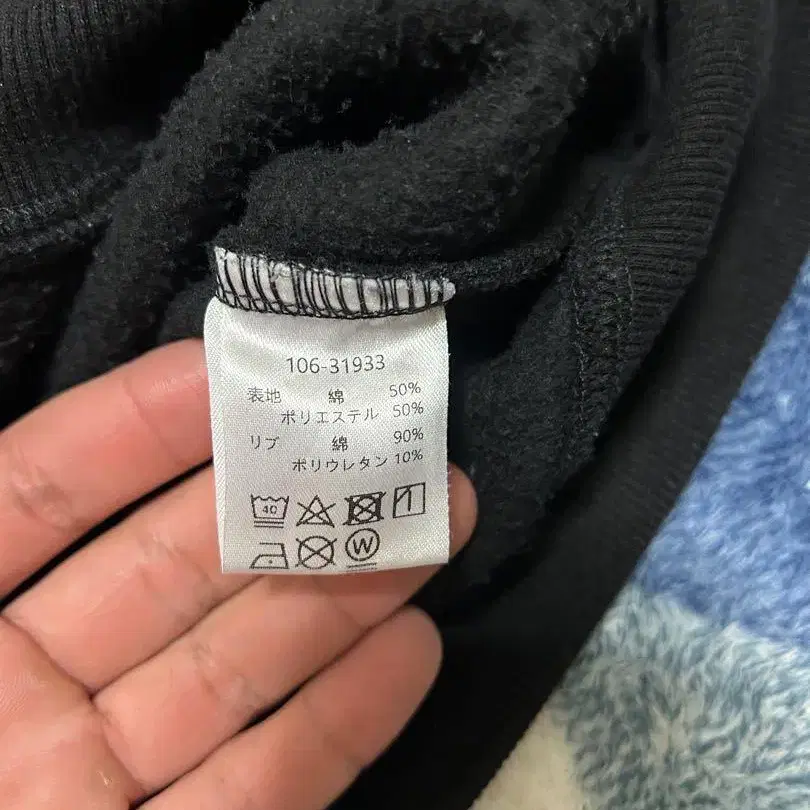 106-31933
表地 綿 50%
ポリエステル 50%
リブ 綿 90%
ポリウレタン 10%
40
W